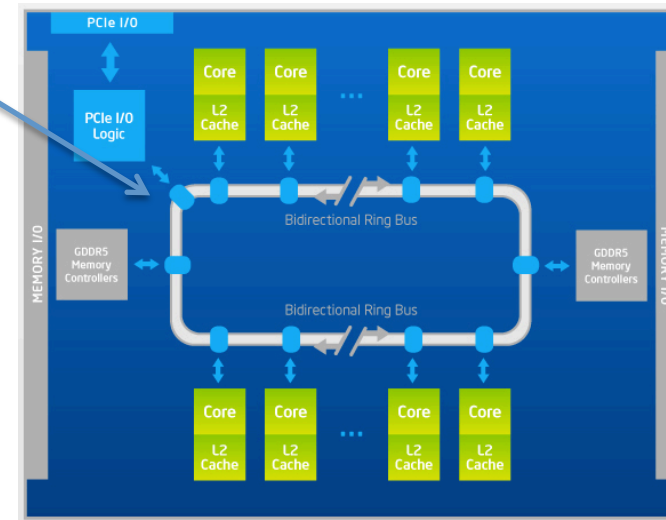 PCIe I/O
PCIe I/O
Logic
Core
L2
Cache
Core
L2
Cache
...
Core
L2
Cache
Core
L2
Cache
Bidirectional Ring Bus
MEMORY I/O
GDDR5
Memory
Controllers
GDDR5
Memory
Controllers
MEMORY I/O
Bidirectional Ring Bus
Core
L2
Cache
Core
L2
Cache
...
Core
L2
Cache
Core
L2
Cache